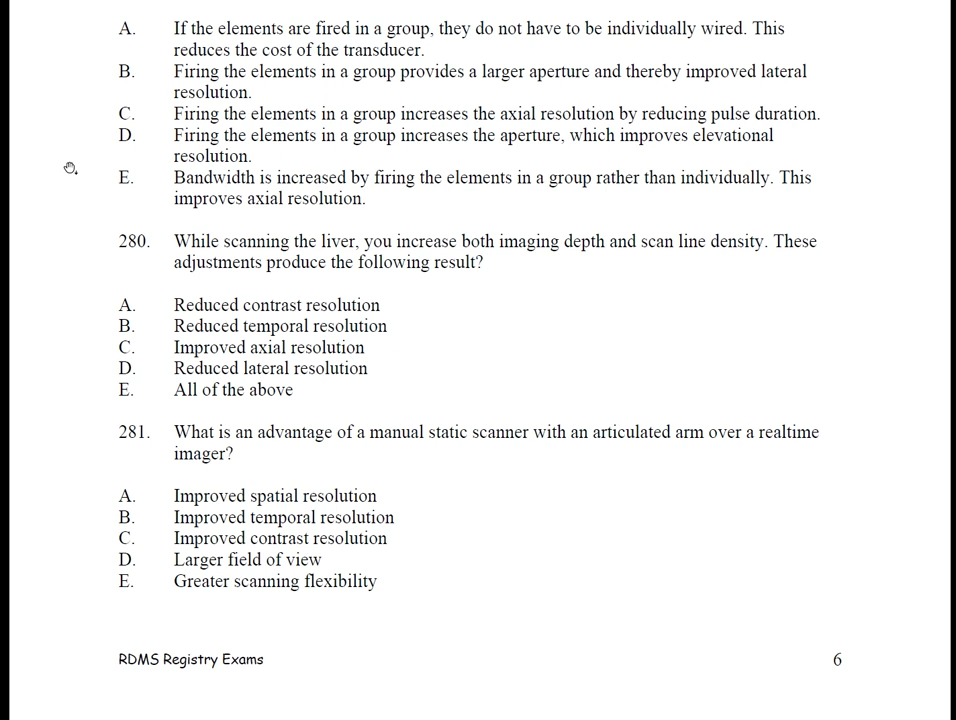 A. If the elements are fired in a group, they do not have to be individually wired. This
reduces the cost of the transducer.
B. Firing the elements in a group provides a larger aperture and thereby improved lateral
resolution.
C. Firing the elements in a group increases the axial resolution by reducing pulse duration.
D. Firing the elements in a group increases the aperture, which improves elevational
resolution.
E. Bandwidth is increased by firing the elements in a group rather than individually. This
improves axial resolution.
280. While scanning the liver, you increase both imaging depth and scan line density. These
adjustments produce the following result?
A. Reduced contrast resolution
B. Reduced temporal resolution
C. Improved axial resolution
D. Reduced lateral resolution
E. All of the above
281. What is an advantage of a manual static scanner with an articulated arm over a realtime
imager?
A. Improved spatial resolution
B. Improved temporal resolution
C. Improved contrast resolution
D. Larger field of view
E. Greater scanning flexibility
RDMS Registry Exams 6